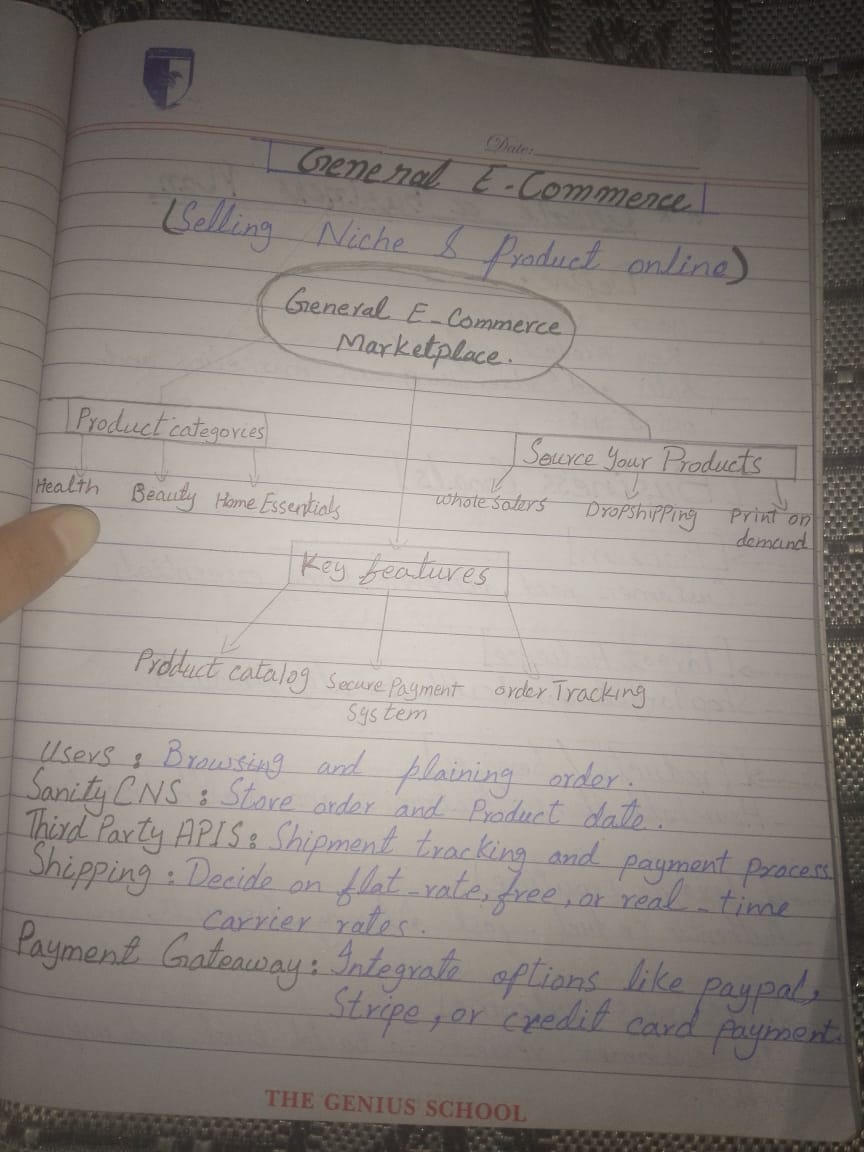 Date:
General E-Commerce
(Selling Niche & Product online)
General E-Commerce
Marketplace.
Product categories
Source Your Products
Health
Beauty
Home Essentials
Whole Salers
Dropshipping
Print on
demand
Key features
Product catalog
Secure Payment
System
order Tracking
Users : Browsing and plaining order.
Sanity CNS : Store order and Product date.
Third Party APIS : Shipment tracking and payment process
Shipping : Decide on flat-rate, free, or real-time
carrier rates.
Payment Gateaway : Integrate options like paypal,
Stripe, or credit card payment.
THE GENIUS SCHOOL